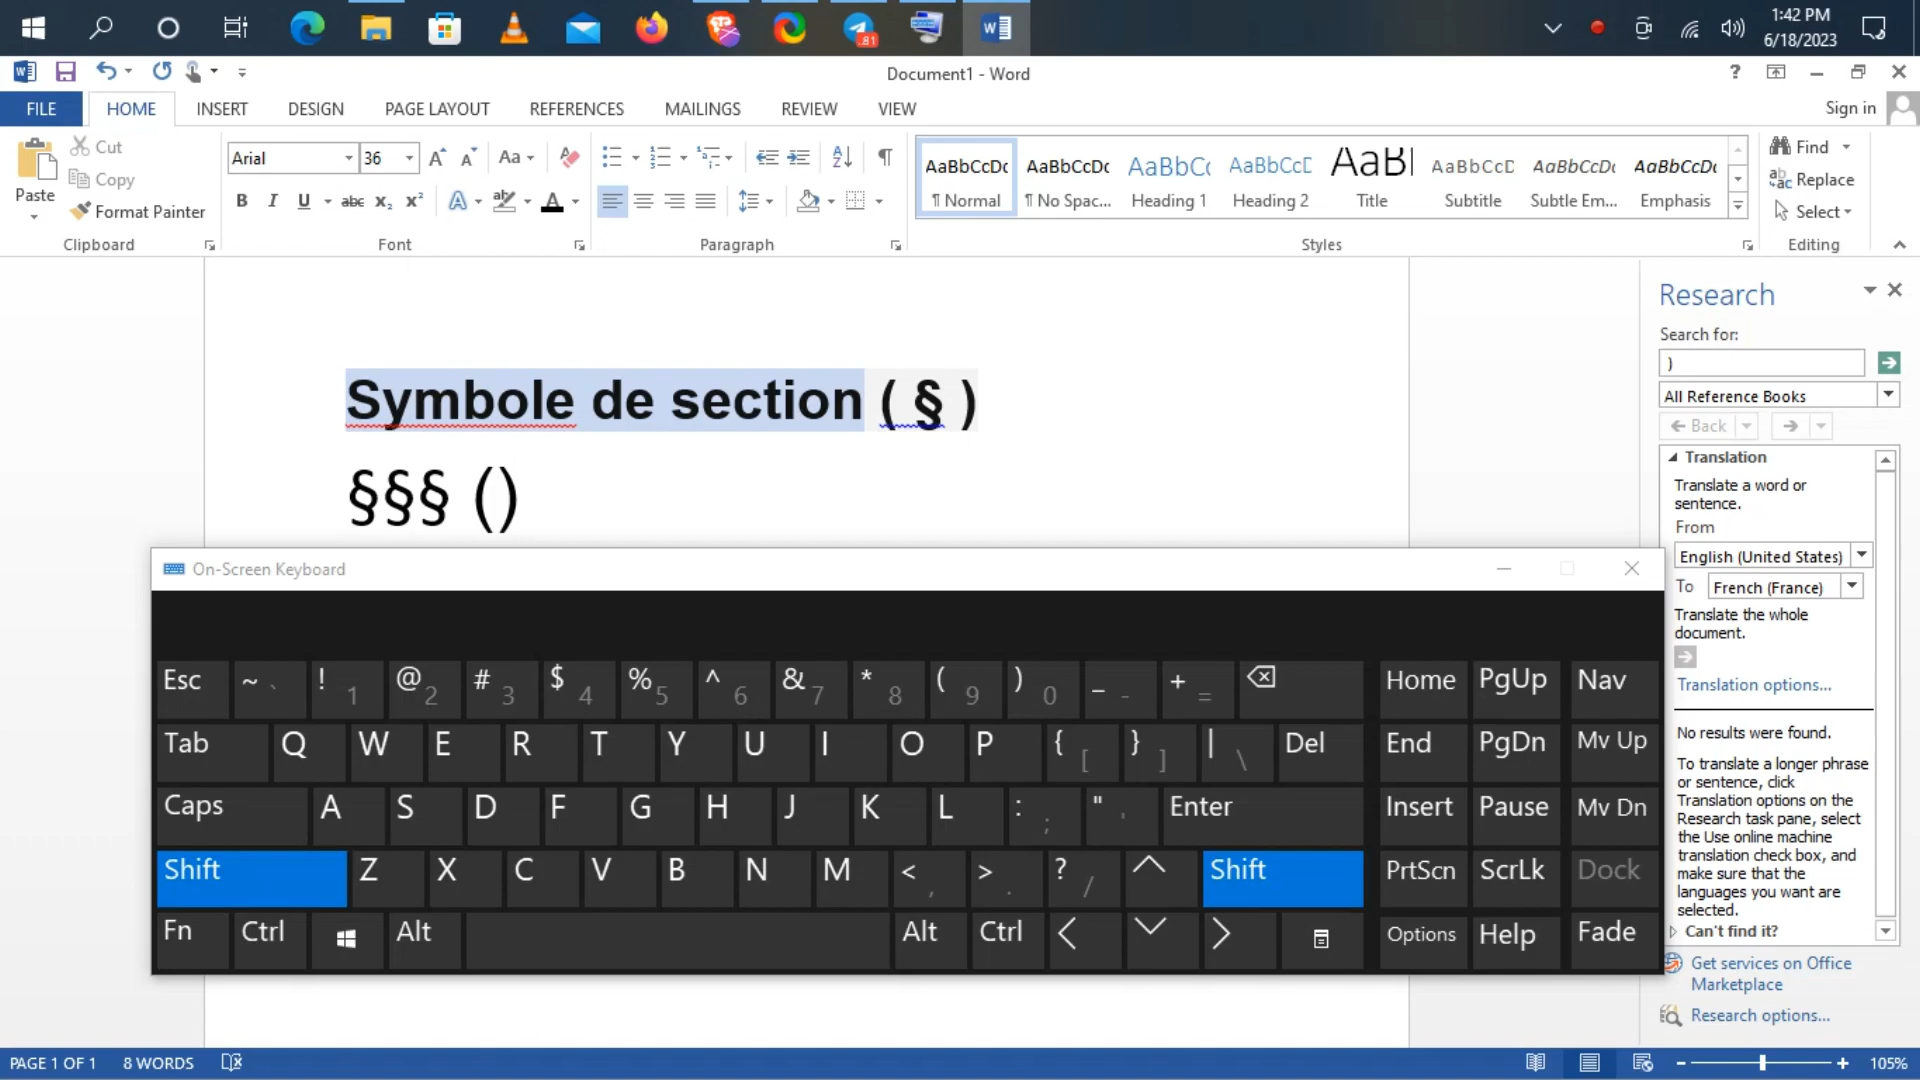 81
1:42 PM
6/18/2023
Document1 - Word
?
FILE HOME INSERT DESIGN PAGE LAYOUT REFERENCES MAILINGS REVIEW VIEW
Sign in
Paste
Cut
Copy
Format Painter
Clipboard
Arial 36 Aa
B I U abc X₂ X² A aby A
Font
Paragraph
AaBbCcDc AaBbCcDc AaBbCc AaBbCcD AaB AaBbCcD AaBbCcDc AaBbCcDc
¶ Normal ¶ No Spac... Heading 1 Heading 2 Title Subtitle Subtle Em... Emphasis
Styles
Find
Replace
Select
Editing
Symbole de section ( § )
§§§ ()
On-Screen Keyboard
Esc ~ ` ! 1 @ 2 # 3 $ 4 % 5 ^ 6 & 7 * 8 ( 9 ) 0 _ - + = Home PgUp Nav
Tab Q W E R T Y U I O P { [ } ] | \ Del End PgDn Mv Up
Caps A S D F G H J K L : ; " ' Enter Insert Pause Mv Dn
Shift Z X C V B N M < , > . ? / Shift PrtScn ScrLk Dock
Fn Ctrl Alt Alt Ctrl Options Help Fade
Research
Search for:
)
All Reference Books
Back
Translation
Translate a word or
sentence.
From
English (United States)
To French (France)
Translate the whole
document.
Translation options...
No results were found.
To translate a longer phrase
or sentence, click
Translation options on the
Research task pane, select
the Use online machine
translation check box, and
make sure that the
languages you want are
selected.
Can't find it?
Get services on Office
Marketplace
Research options...
PAGE 1 OF 1 8 WORDS
105%